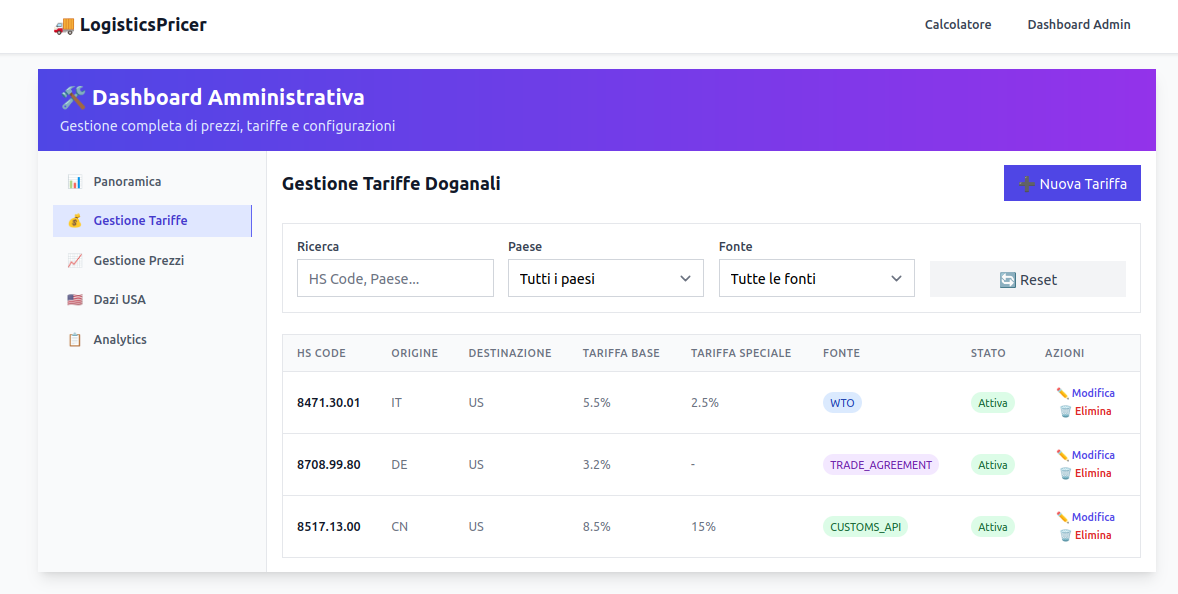 🚚 LogisticsPricer
Calcolatore
Dashboard Admin
🛠️ Dashboard Amministrativa
Gestione completa di prezzi, tariffe e configurazioni
📊 Panoramica
💰 Gestione Tariffe
📈 Gestione Prezzi
🇺🇸 Dazi USA
📋 Analytics
Gestione Tariffe Doganali
➕ Nuova Tariffa
Ricerca
HS Code, Paese...
Paese
Tutti i paesi
Fonte
Tutte le fonti
🔄 Reset
HS CODE ORIGINE DESTINAZIONE TARIFFA BASE TARIFFA SPECIALE FONTE STATO AZIONI
8471.30.01 IT US 5.5% 2.5% WTO Attiva ✏️ Modifica
🗑️ Elimina
8708.99.80 DE US 3.2% - TRADE_AGREEMENT Attiva ✏️ Modifica
🗑️ Elimina
8517.13.00 CN US 8.5% 15% CUSTOMS_API Attiva ✏️ Modifica
🗑️ Elimina